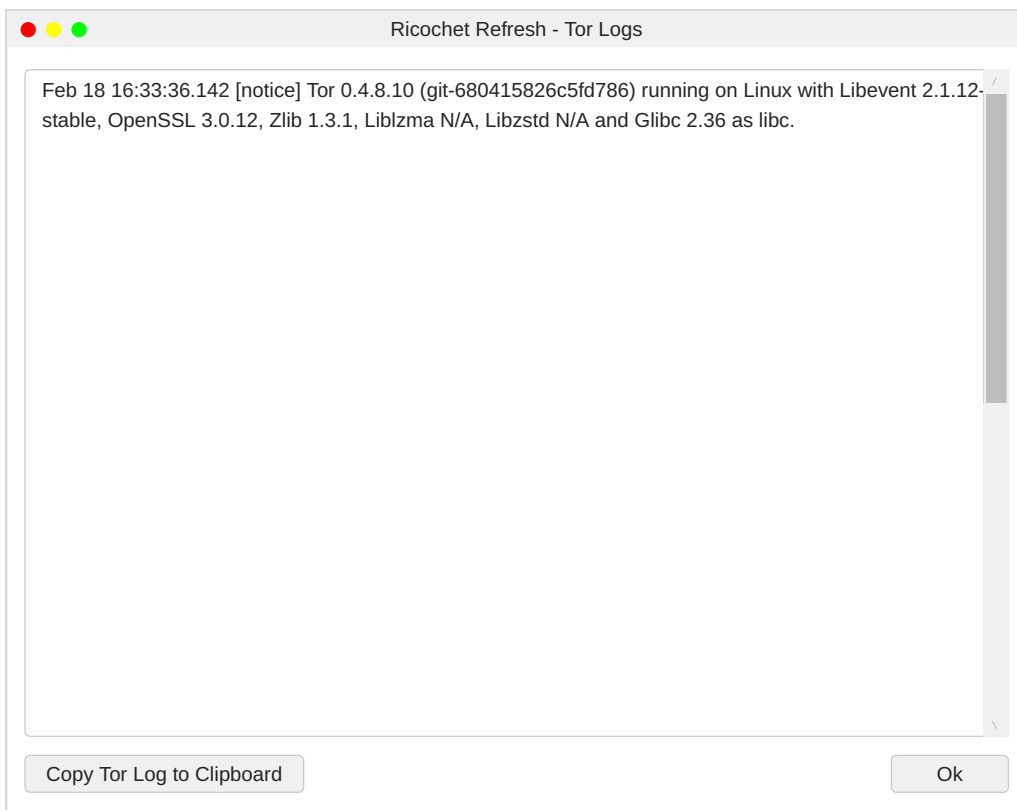 Ricochet Refresh - Tor Logs
Feb 18 16:33:36.142 [notice] Tor 0.4.8.10 (git-680415826c5fd786) running on Linux with Libevent 2.1.12-
stable, OpenSSL 3.0.12, Zlib 1.3.1, Liblzma N/A, Libzstd N/A and Glibc 2.36 as libc.
Copy Tor Log to Clipboard
Ok